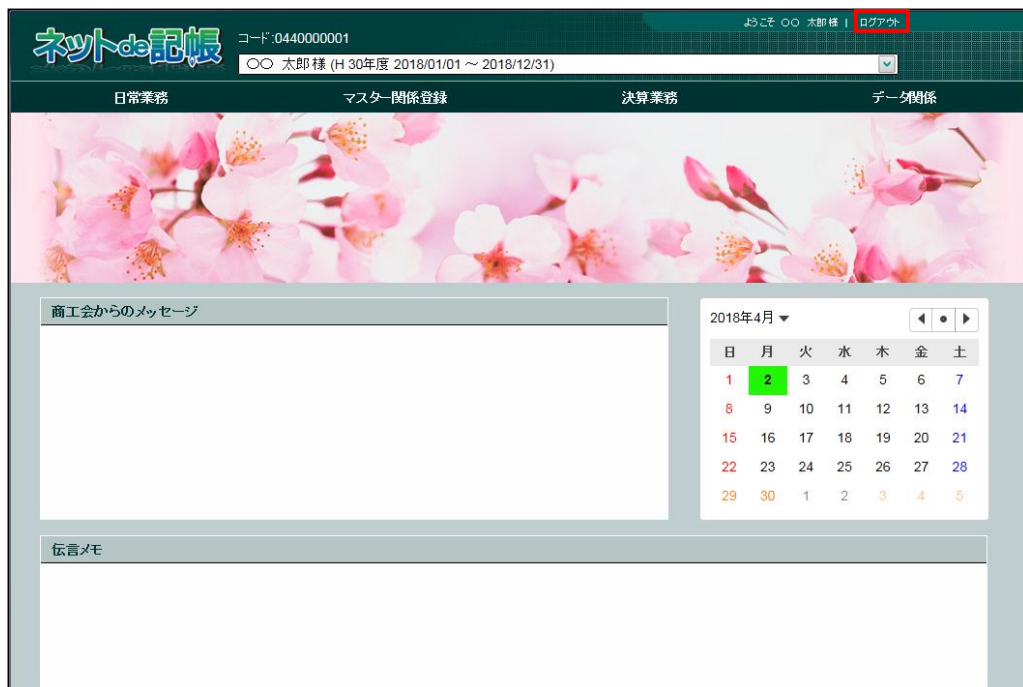 ようこそ 〇〇 太郎 様 | ログアウト
ネットde記帳
コード:0440000001
〇〇 太郎 様 (H 30年度 2018/01/01 ～ 2018/12/31)
日常業務 マスター関係登録 決算業務 データ関係
商工会からのメッセージ
2018年4月
日 月 火 水 木 金 土
1 2 3 4 5 6 7
8 9 10 11 12 13 14
15 16 17 18 19 20 21
22 23 24 25 26 27 28
29 30 1 2 3 4 5
伝言メモ